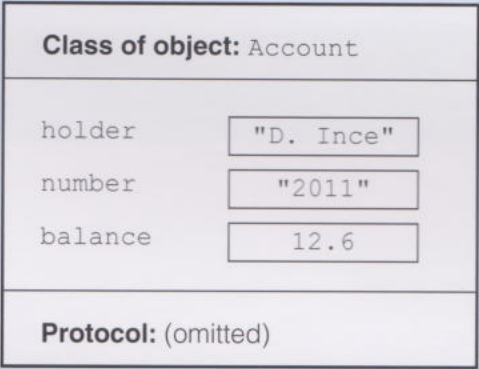 Class of object: Account
holder "D. Ince"
number "2011"
balance 12.6
Protocol: (omitted)